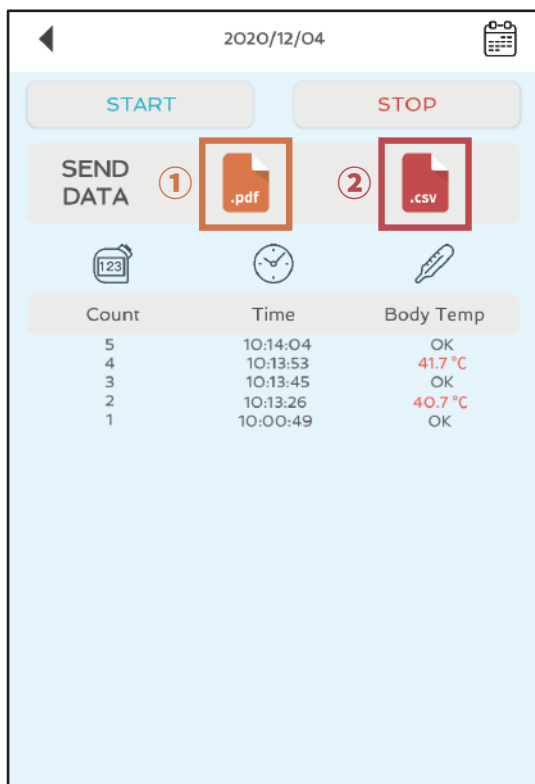 2020/12/04
START STOP
SEND
DATA
① .pdf ② .csv
123
Count Time Body Temp
5 10:14:04 OK
4 10:13:53 41.7 °C
3 10:13:45 OK
2 10:13:26 40.7 °C
1 10:00:49 OK